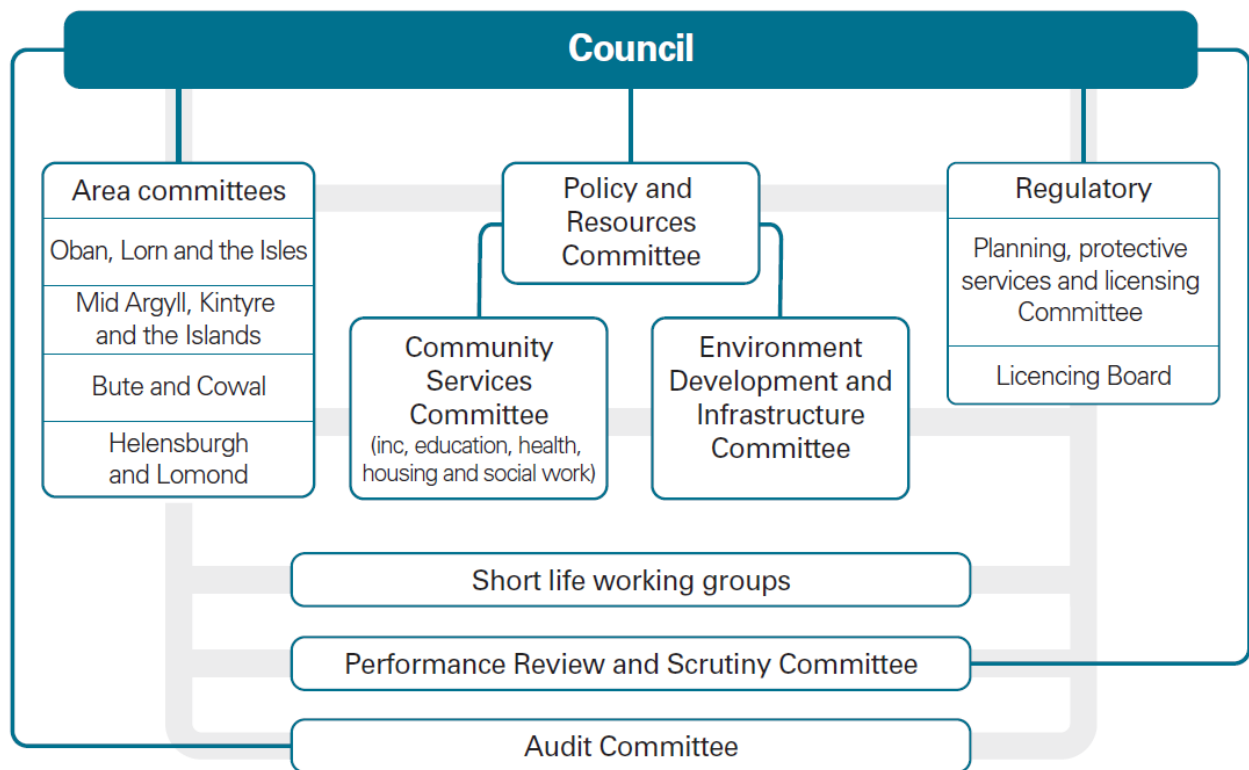 Council
Area committees
Oban, Lorn and the Isles
Mid Argyll, Kintyre
and the Islands
Bute and Cowal
Helensburgh
and Lomond
Policy and
Resources
Committee
Community
Services
Committee
(inc, education, health,
housing and social work)
Environment
Development and
Infrastructure
Committee
Regulatory
Planning, protective
services and licensing
Committee
Licencing Board
Short life working groups
Performance Review and Scrutiny Committee
Audit Committee